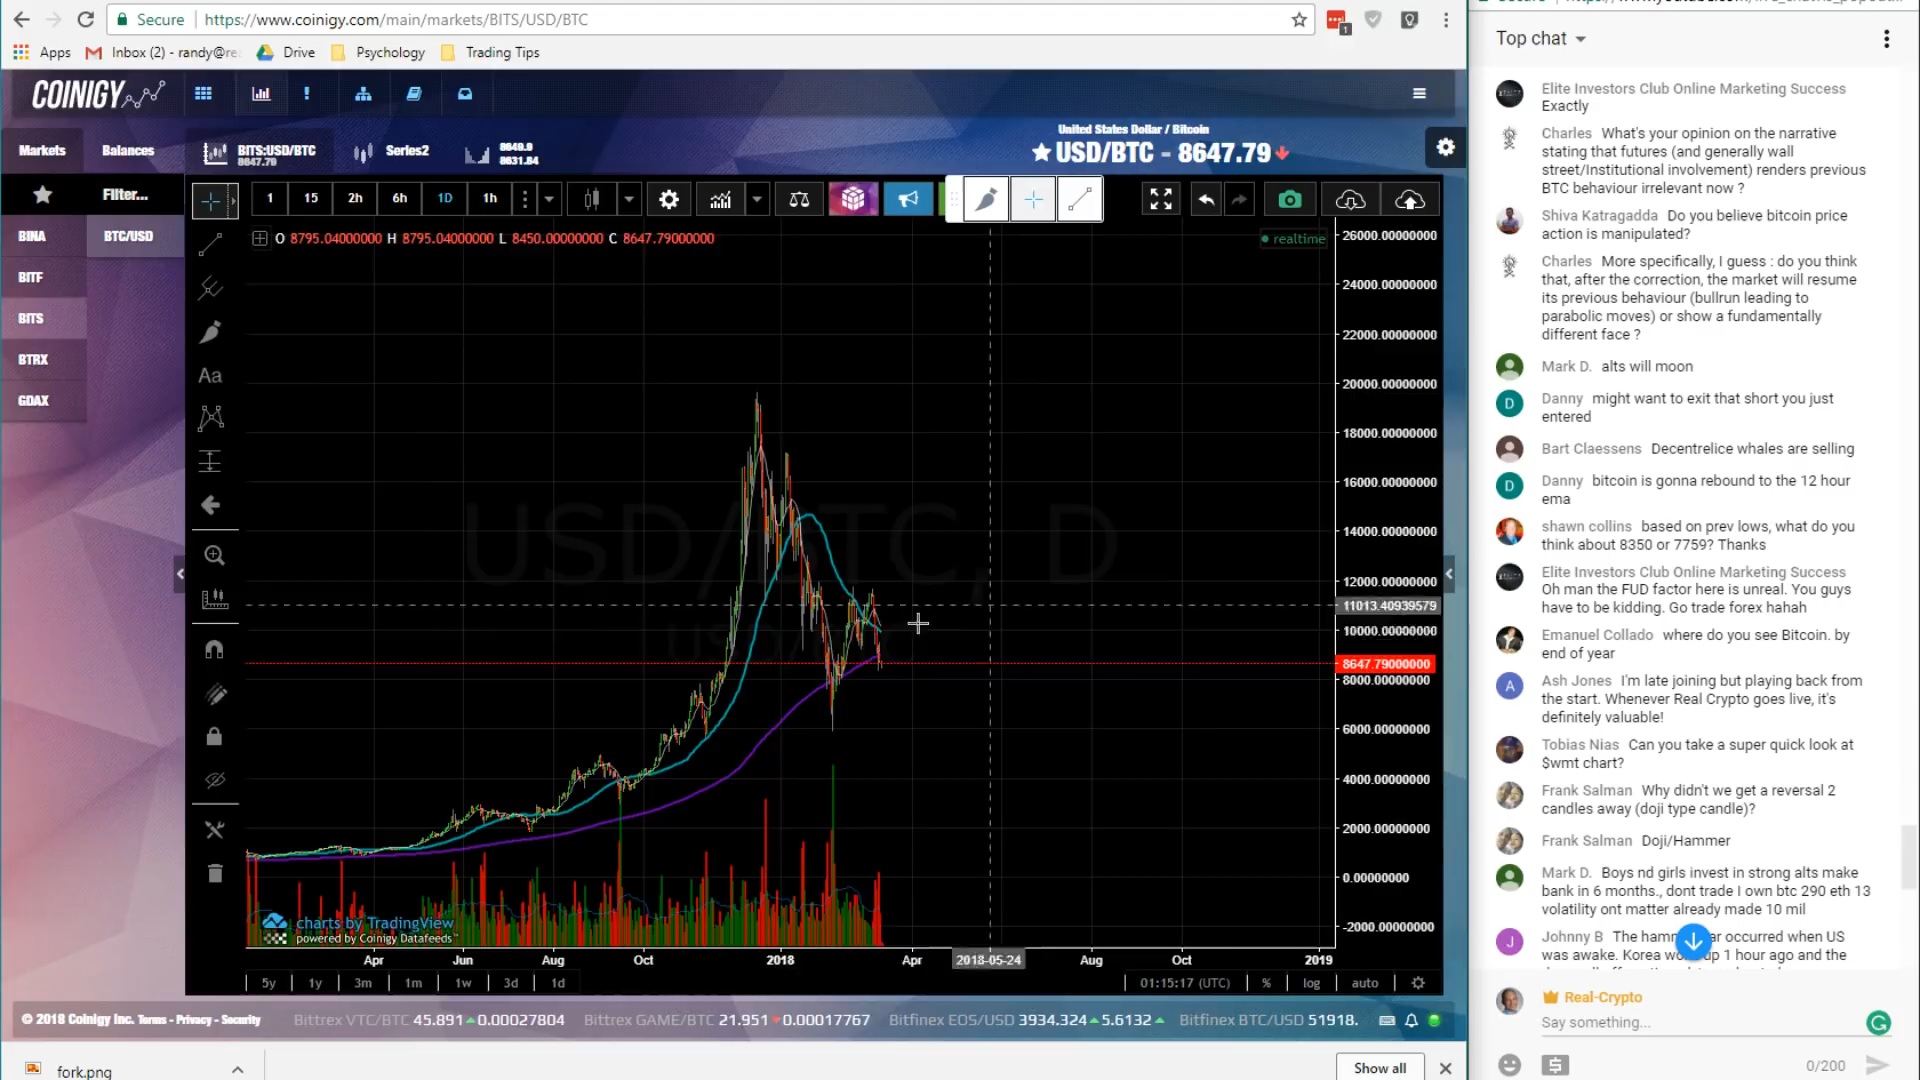 Secure
https://www.coinigy.com/main/markets/BITS/USD/BTC
1
Apps
Inbox (2) - randy@re
Drive
Psychology
Trading Tips
COINIGY
Markets
Balances
BITS:USD/BTC
8647.79
Series2
8649.9
8631.84
United States Dollar / Bitcoin
USD/BTC - 8647.79
Filter...
1
15
2h
6h
1D
1h
BINA
BTC/USD
BITF
BITS
BTRX
GDAX
O 8795.04000000 H 8795.04000000 L 8450.00000000 C 8647.79000000
realtime
Aa
USD/BTC, D
USD/BTC
26000.00000000
24000.00000000
22000.00000000
20000.00000000
18000.00000000
16000.00000000
14000.00000000
12000.00000000
11013.40939579
10000.00000000
8647.79000000
8000.00000000
6000.00000000
4000.00000000
2000.00000000
0.00000000
-2000.00000000
charts by TradingView
powered by Coinigy Datafeeds
Apr
Jun
Aug
Oct
2018
Apr
2018-05-24
Aug
Oct
2019
5y
1y
3m
1m
1w
3d
1d
01:15:17 (UTC)
%
log
auto
© 2018 Coinigy Inc. Terms - Privacy - Security
Bittrex VTC/BTC 45.891 0.00027804
Bittrex GAME/BTC 21.951 0.00017767
Bitfinex EOS/USD 3934.324 5.6132
Bitfinex BTC/USD 51918.
fork.png
Show all
Top chat
Elite Investors Club Online Marketing Success
Exactly
Charles What's your opinion on the narrative
stating that futures (and generally wall
street/Institutional involvement) renders previous
BTC behaviour irrelevant now ?
Shiva Katragadda Do you believe bitcoin price
action is manipulated?
Charles More specifically, I guess : do you think
that, after the correction, the market will resume
its previous behaviour (bullrun leading to
parabolic moves) or show a fundamentally
different face ?
Mark D. alts will moon
D
Danny might want to exit that short you just
entered
Bart Claessens Decentrelice whales are selling
D
Danny bitcoin is gonna rebound to the 12 hour
ema
shawn collins based on prev lows, what do you
think about 8350 or 7759? Thanks
Elite Investors Club Online Marketing Success
Oh man the FUD factor here is unreal. You guys
have to be kidding. Go trade forex hahah
Emanuel Collado where do you see Bitcoin. by
end of year
A
Ash Jones I'm late joining but playing back from
the start. Whenever Real Crypto goes live, it's
definitely valuable!
Tobias Nias Can you take a super quick look at
$wmt chart?
Frank Salman Why didn't we get a reversal 2
candles away (doji type candle)?
Frank Salman Doji/Hammer
Mark D. Boys nd girls invest in strong alts make
bank in 6 months., dont trade I own btc 290 eth 13
volatility ont matter already made 10 mil
J
Johnny B The occurred when US
was awake. Korea up 1 hour ago and the
Real-Crypto
Say something...
0/200